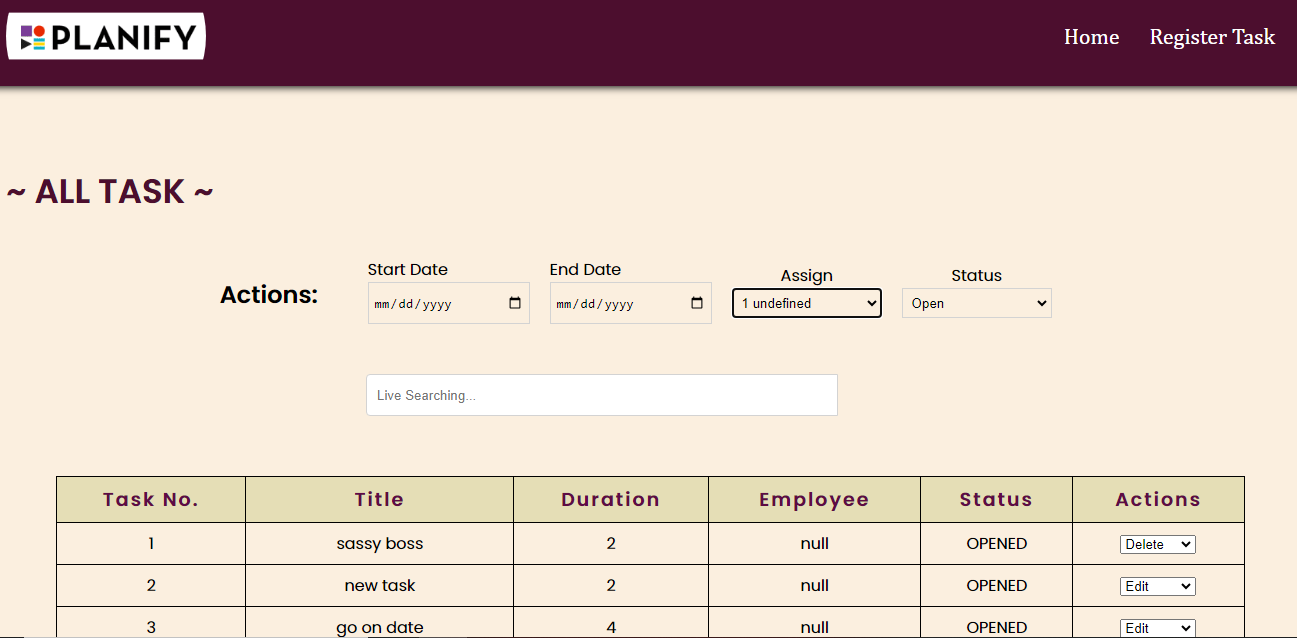 PLANIFY
Home Register Task
~ ALL TASK ~
Actions:
Start Date End Date Assign Status
mm/dd/yyyy mm/dd/yyyy 1 undefined Open
Live Searching...
Task No. Title Duration Employee Status Actions
1 sassy boss 2 null OPENED Delete
2 new task 2 null OPENED Edit
3 go on date 4 null OPENED Edit